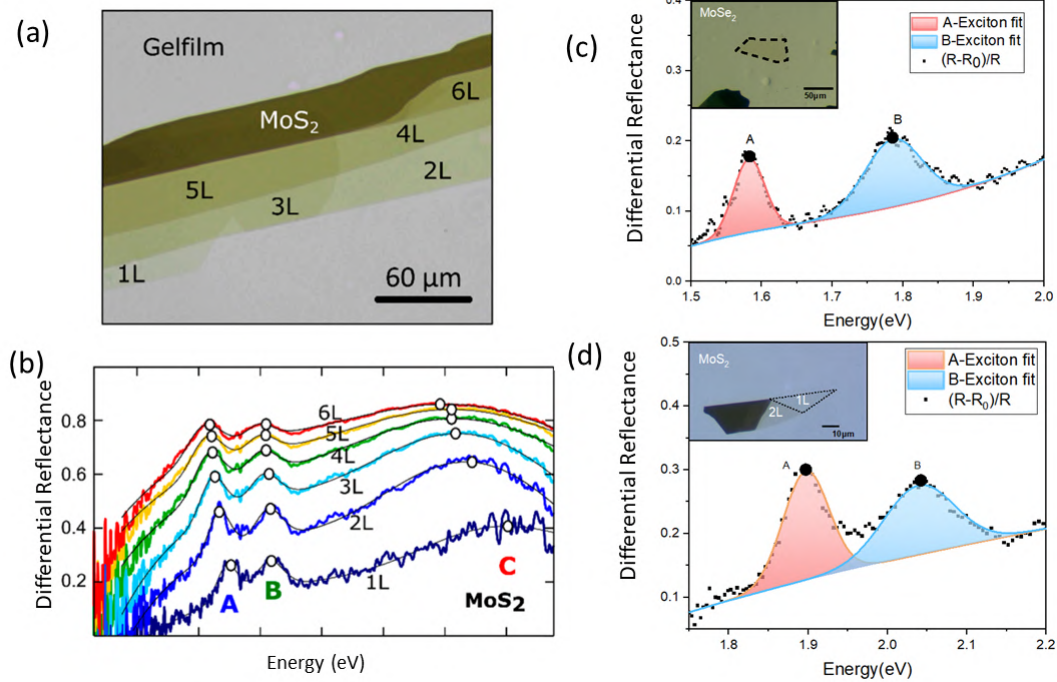 (a)
Gelfilm
MoS₂
6L
4L
2L
5L
3L
1L
60 μm
(b)
Differential Reflectance
0.8
0.6
0.4
0.2
6L
5L
4L
3L
2L
1L
A
B
C
MoS₂
Energy (eV)
(c)
Differential Reflectance
0.4
0.3
0.2
0.1
0.0
MoSe₂
50μm
A-Exciton fit
B-Exciton fit
(R-R₀)/R
A
B
1.5 1.6 1.7 1.8 1.9 2.0
Energy(eV)
(d)
Differential Reflectance
0.5
0.4
0.3
0.2
0.1
MoS₂
1L
2L
10μm
A-Exciton fit
B-Exciton fit
(R-R₀)/R
A
B
1.8 1.9 2.0 2.1 2.2
Energy(eV)